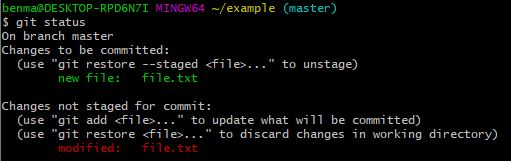 benma@DESKTOP-RPD6N7I MINGW64 ~/example (master)
$ git status
On branch master
Changes to be committed:
  (use "git restore --staged <file>..." to unstage)
        new file:   file.txt

Changes not staged for commit:
  (use "git add <file>..." to update what will be committed)
  (use "git restore <file>..." to discard changes in working directory)
        modified:   file.txt